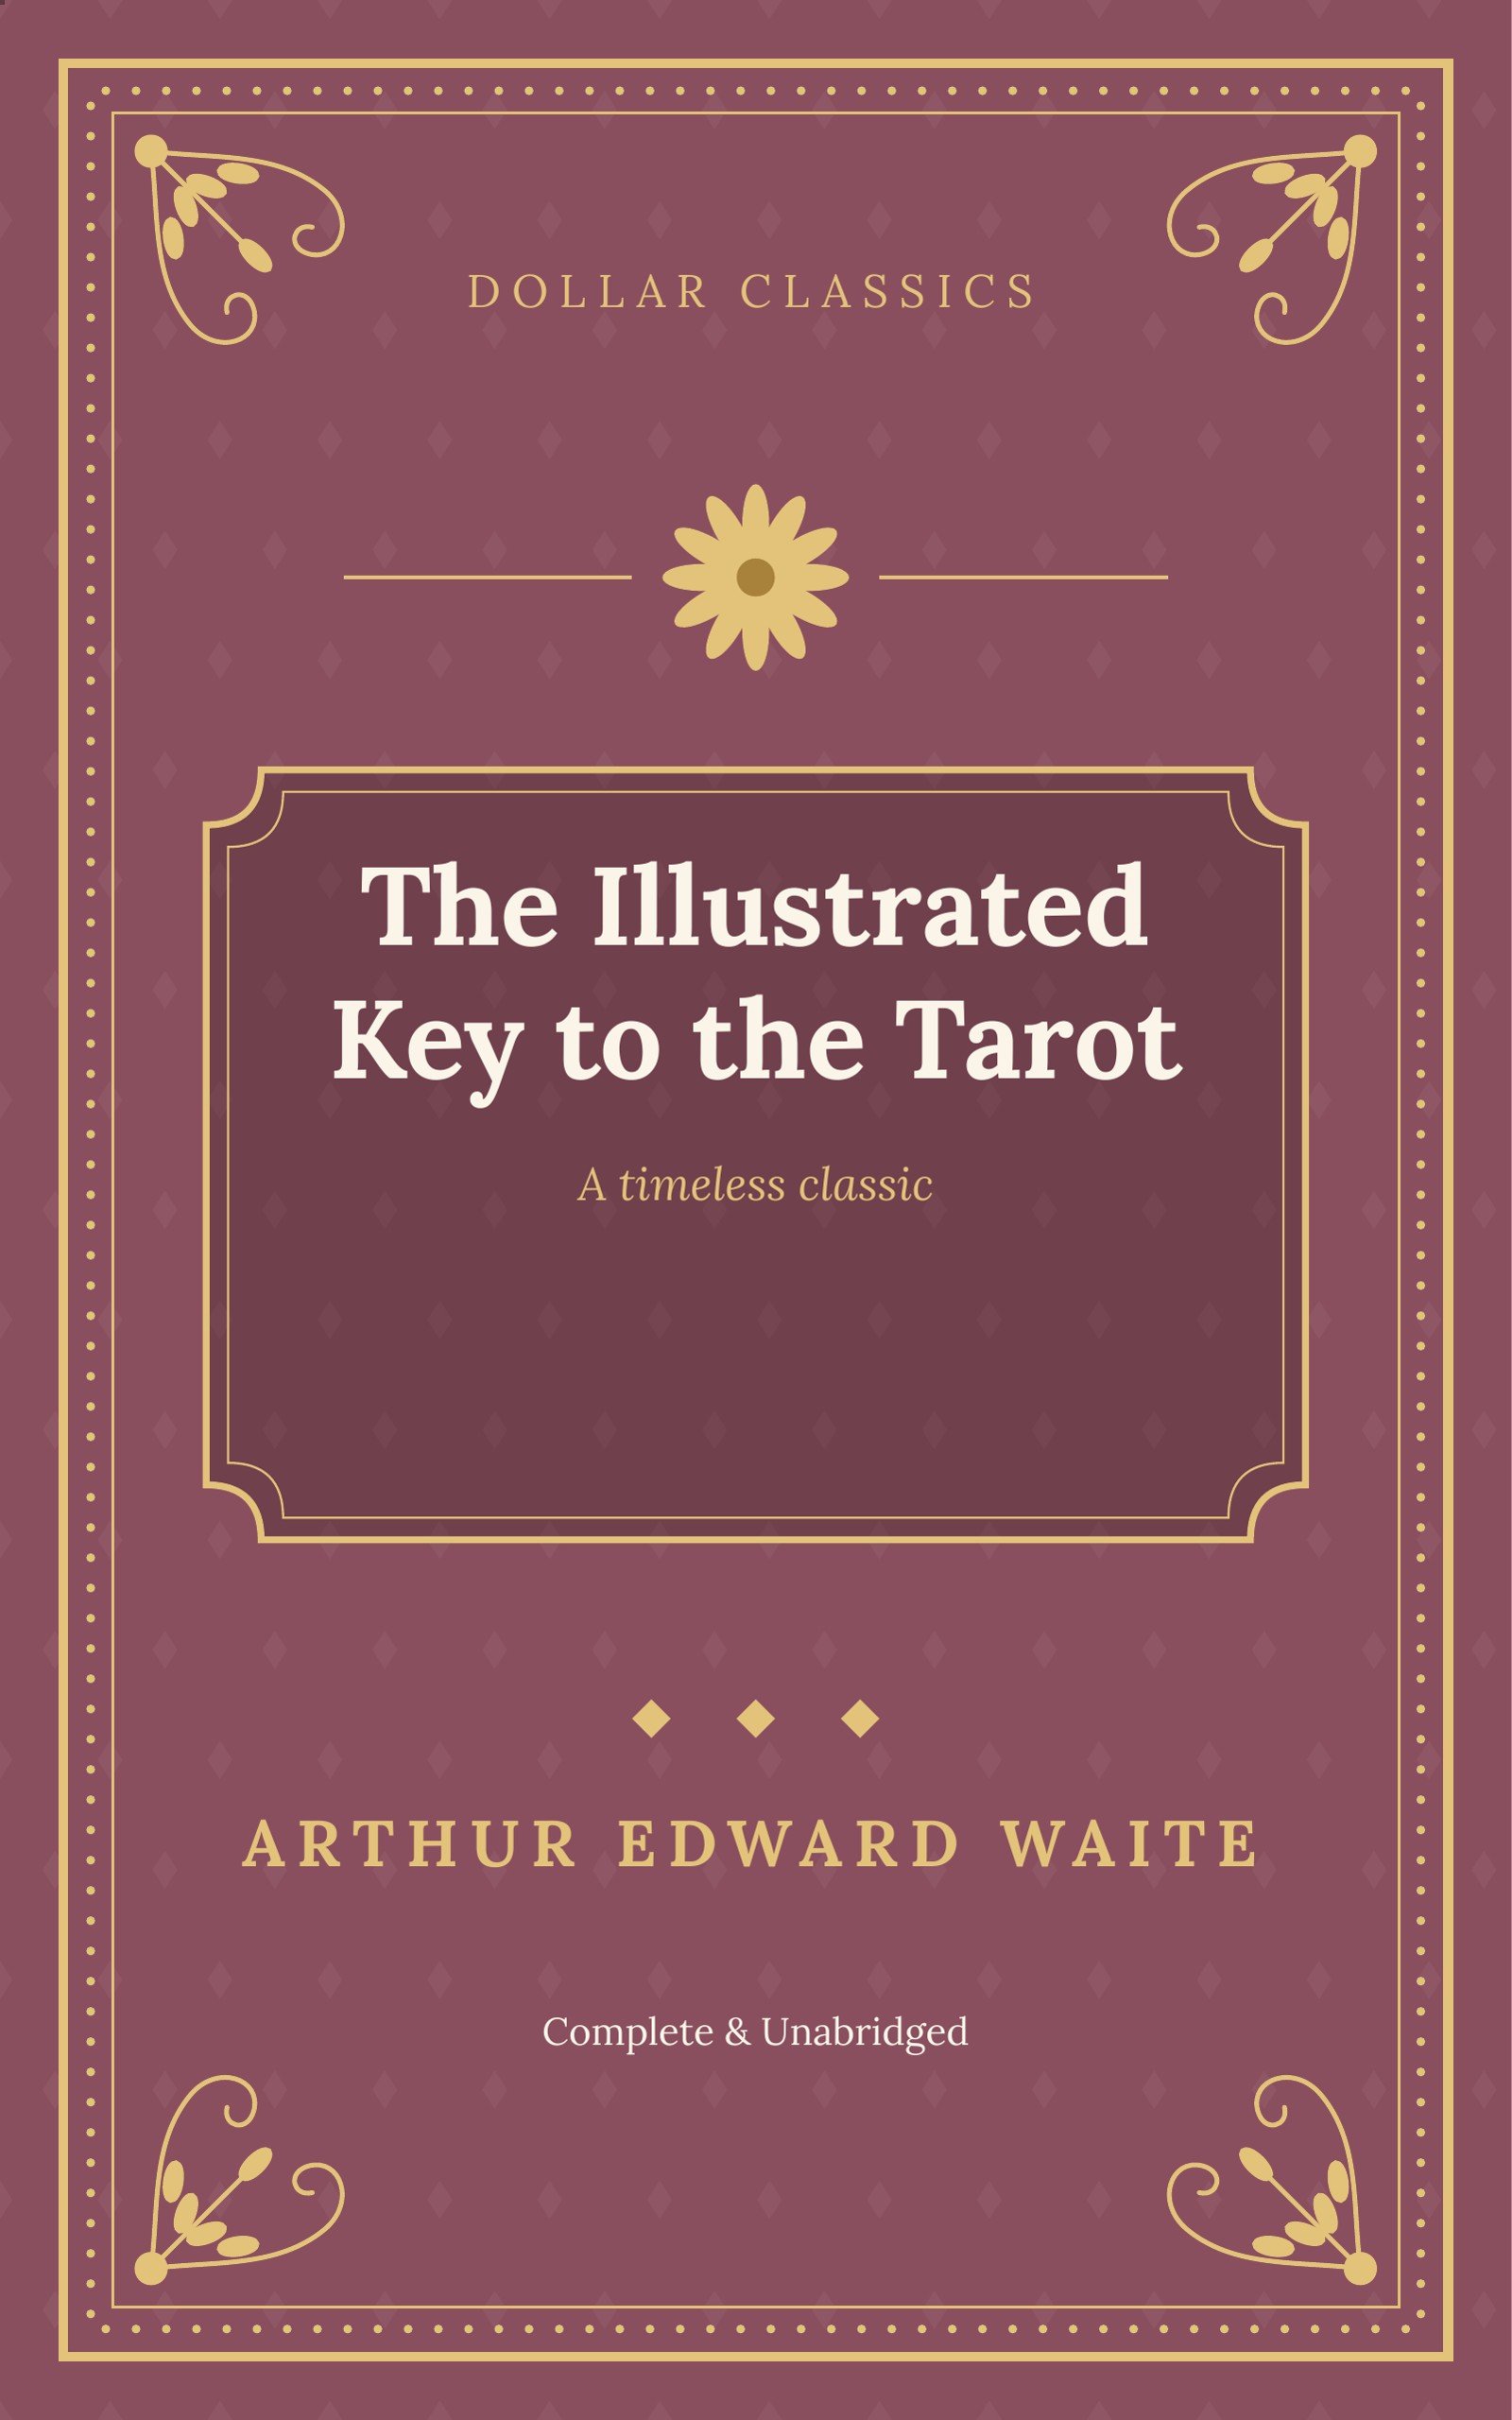 DOLLAR CLASSICS
The Illustrated
Key to the Tarot
A timeless classic
ARTHUR EDWARD WAITE
Complete & Unabridged